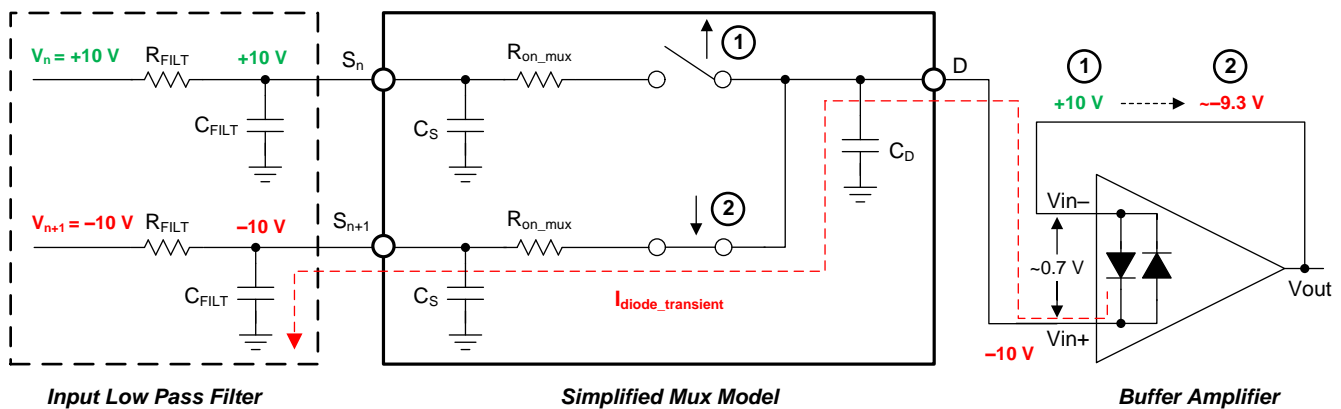 Vn = +10 V
RFILT
+10 V
Sn
Ron_mux
1
D
1
2
+10 V
~–9.3 V
CFILT
CS
CD
Vn+1 = –10 V
RFILT
–10 V
Sn+1
Ron_mux
2
Vin–
~0.7 V
Vout
CFILT
CS
Idiode_transient
Vin+
–10 V
Input Low Pass Filter
Simplified Mux Model
Buffer Amplifier